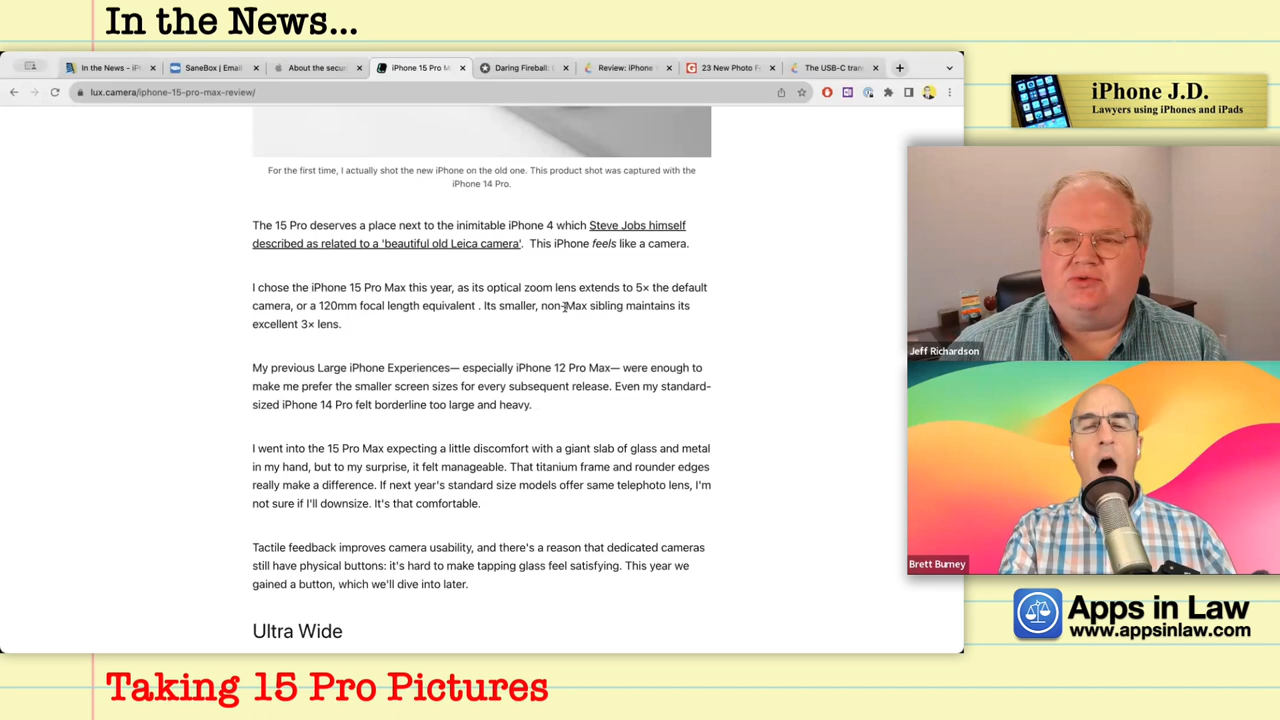 In the News...
In the News – iP
SaneBox | Email
About the secu
iPhone 15 Pro M
Daring Fireball:
Review: iPhone
23 New Photo F
The USB-C tran
lux.camera/iphone-15-pro-max-review/
For the first time, I actually shot the new iPhone on the old one. This product shot was captured with the
iPhone 14 Pro.
The 15 Pro deserves a place next to the inimitable iPhone 4 which Steve Jobs himself
described as related to a 'beautiful old Leica camera'. This iPhone feels like a camera.
I chose the iPhone 15 Pro Max this year, as its optical zoom lens extends to 5× the default
camera, or a 120mm focal length equivalent . Its smaller, non-Max sibling maintains its
excellent 3× lens.
My previous Large iPhone Experiences— especially iPhone 12 Pro Max— were enough to
make me prefer the smaller screen sizes for every subsequent release. Even my standard-
sized iPhone 14 Pro felt borderline too large and heavy.
I went into the 15 Pro Max expecting a little discomfort with a giant slab of glass and metal
in my hand, but to my surprise, it felt manageable. That titanium frame and rounder edges
really make a difference. If next year's standard size models offer same telephoto lens, I'm
not sure if I'll downsize. It's that comfortable.
Tactile feedback improves camera usability, and there's a reason that dedicated cameras
still have physical buttons: it's hard to make tapping glass feel satisfying. This year we
gained a button, which we'll dive into later.
Ultra Wide
iPhone J.D.
Lawyers using iPhones and iPads
Jeff Richardson
Brett Burney
Apps in Law
www.appsinlaw.com
Taking 15 Pro Pictures